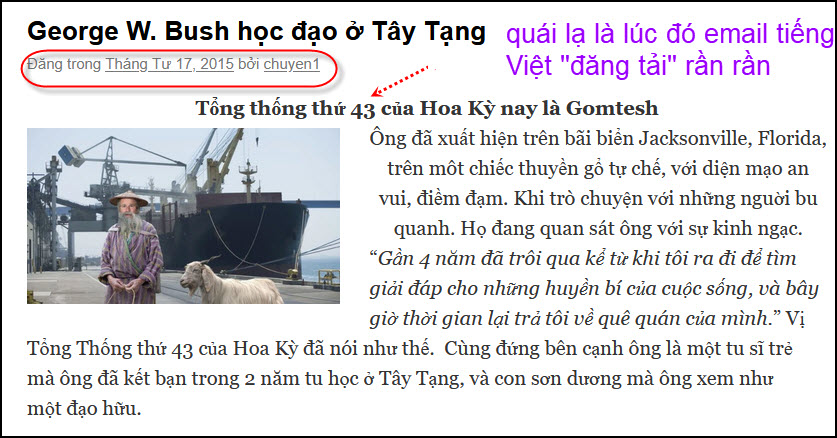 George W. Bush học đạo ở Tây Tạng
quái lạ là lúc đó email tiếng
Việt "đăng tải" rần rần
Đăng trong Tháng Tư 17, 2015 bởi chuyen1
Tổng thống thứ 43 của Hoa Kỳ nay là Gomtesh
Ông đã xuất hiện trên bãi biển Jacksonville, Florida,
trên môt chiếc thuyền gổ tự chế, với diện mạo an
vui, điềm đạm. Khi trò chuyện với những nguời bu
quanh. Họ đang quan sát ông với sự kinh ngạc.
“Gần 4 năm đã trôi qua kể từ khi tôi ra đi để tìm
giải đáp cho những huyền bí của cuộc sống, và bây
giờ thời gian lại trả tôi về quê quán của mình.” Vị
Tổng Thống thứ 43 của Hoa Kỳ đã nói như thế. Cùng đứng bên cạnh ông là một tu sĩ trẻ
mà ông đã kết bạn trong 2 năm tu học ở Tây Tạng, và con sơn dương mà ông xem như
một đạo hữu.